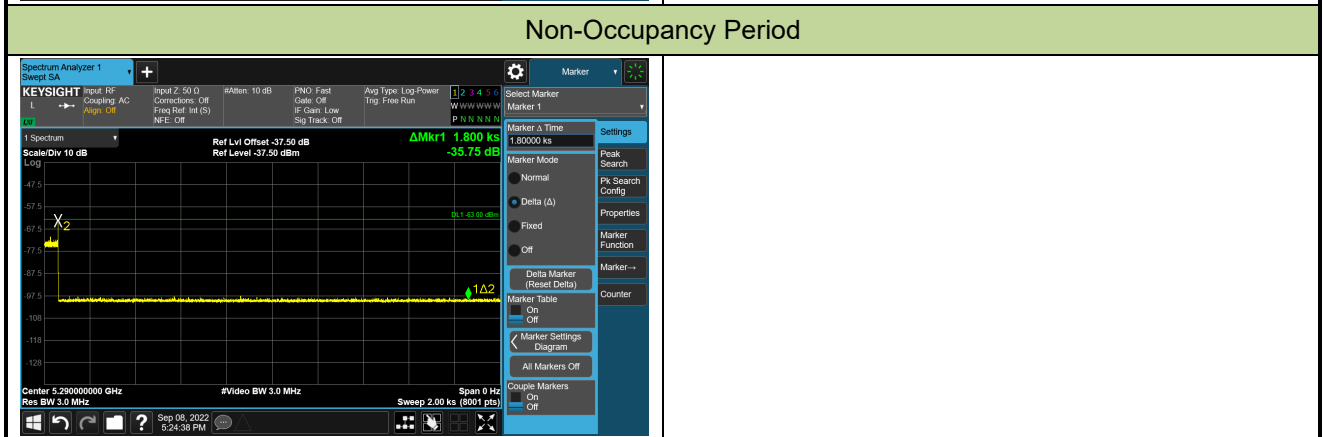 Non-Occupancy Period
Spectrum Analyzer 1
Swept SA
Marker
KEYSIGHT
L
Input: RF
Coupling: AC
Align: Off
Input Z: 50 Ω
Corrections: Off
Freq Ref: Int (S)
NFE: Off
#Atten: 10 dB
PNO: Fast
Gate: Off
IF Gain: Low
Sig Track: Off
Avg Type: Log-Power
Trig: Free Run
1 2 3 4 5 6
W W W W W W
P N N N N N
Select Marker
Marker 1
1 Spectrum
Scale/Div 10 dB
Log
Ref Lvl Offset -37.50 dB
Ref Level -37.50 dBm
ΔMkr1 1.800 ks
-35.75 dB
-47.5
-57.5
-67.5
-77.5
-87.5
-97.5
-108
-118
-128
DL1 -63.00 dBm
2
1Δ2
Center 5.290000000 GHz
Res BW 3.0 MHz
#Video BW 3.0 MHz
Span 0 Hz
Sweep 2.00 ks (8001 pts)
Marker Δ Time
1.80000 ks
Marker Mode
Normal
Delta (Δ)
Fixed
Off
Delta Marker
(Reset Delta)
Marker Table
On
Off
Marker Settings
Diagram
All Markers Off
Couple Markers
On
Off
Settings
Peak
Search
Pk Search
Config
Properties
Marker
Function
Marker→
Counter
Sep 08, 2022
5:24:38 PM